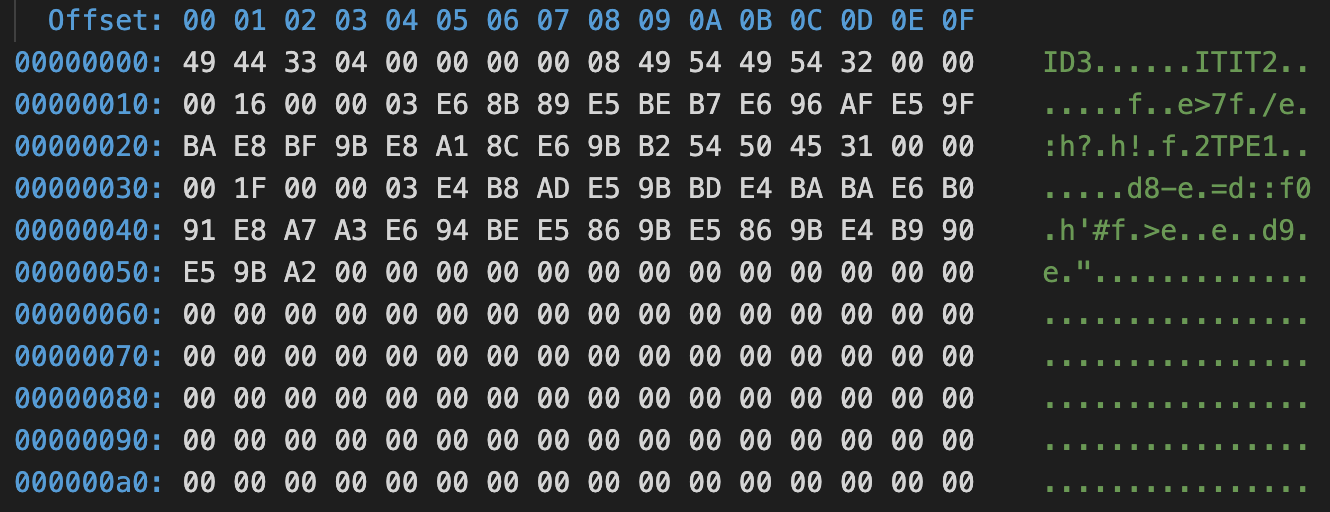 Offset: 00 01 02 03 04 05 06 07 08 09 0A 0B 0C 0D 0E 0F
00000000: 49 44 33 04 00 00 00 00 08 49 54 49 54 32 00 00 ID3......ITIT2..
00000010: 00 16 00 00 03 E6 8B 89 E5 BE B7 E6 96 AF E5 9F .....f..e>7f./e.
00000020: BA E8 BF 9B E8 A1 8C E6 9B B2 54 50 45 31 00 00 :h?.h!.f.2TPE1..
00000030: 00 1F 00 00 03 E4 B8 AD E5 9B BD E4 BA BA E6 B0 .....d8-e.=d::f0
00000040: 91 E8 A7 A3 E6 94 BE E5 86 9B E5 86 9B E4 B9 90 .h'#f.>e..e..d9.
00000050: E5 9B A2 00 00 00 00 00 00 00 00 00 00 00 00 00 e.".............
00000060: 00 00 00 00 00 00 00 00 00 00 00 00 00 00 00 00 ................
00000070: 00 00 00 00 00 00 00 00 00 00 00 00 00 00 00 00 ................
00000080: 00 00 00 00 00 00 00 00 00 00 00 00 00 00 00 00 ................
00000090: 00 00 00 00 00 00 00 00 00 00 00 00 00 00 00 00 ................
000000a0: 00 00 00 00 00 00 00 00 00 00 00 00 00 00 00 00 ................